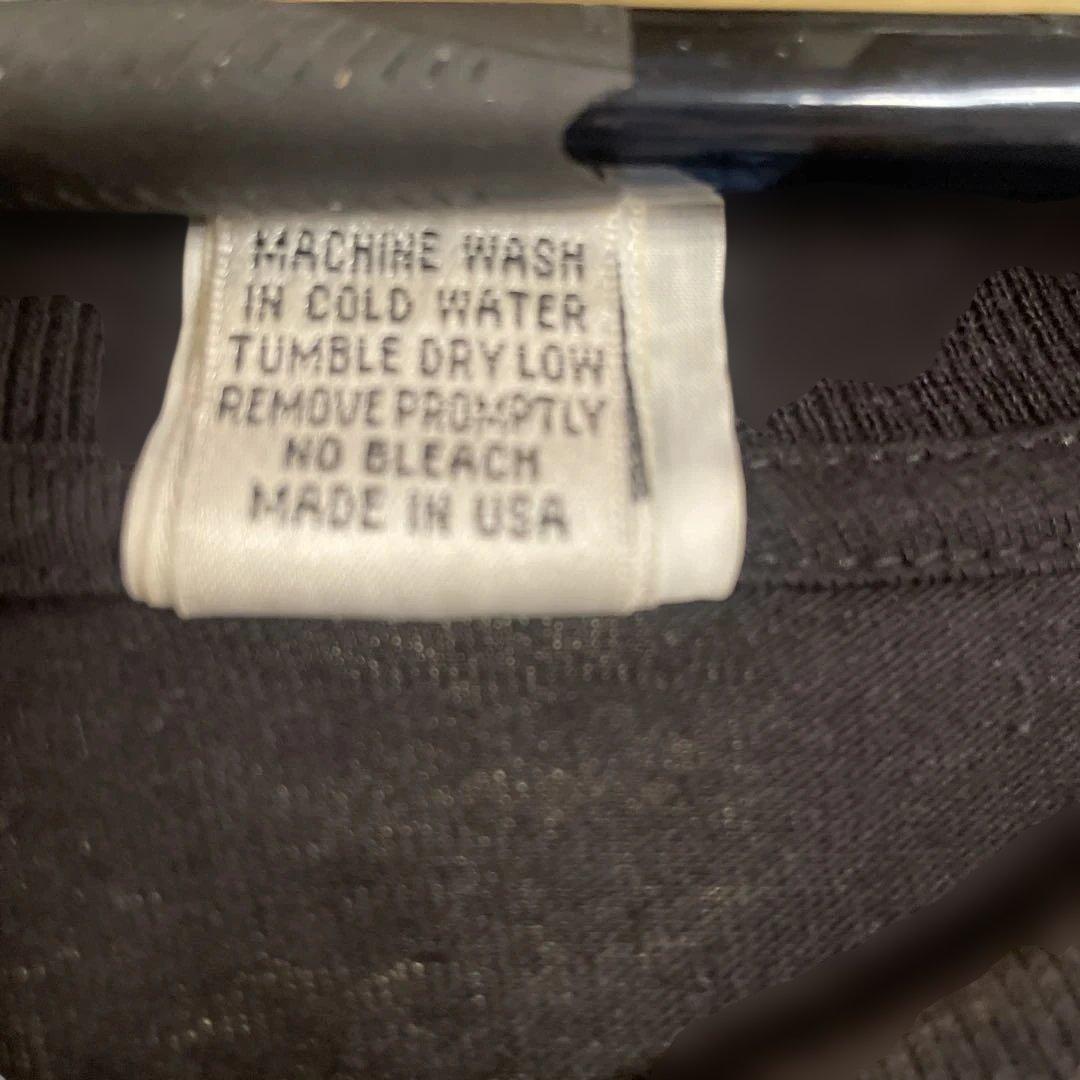 MACHINE WASH
IN COLD WATER
TUMBLE DRY LOW
REMOVE PROMPTLY
NO BLEACH
MADE IN USA